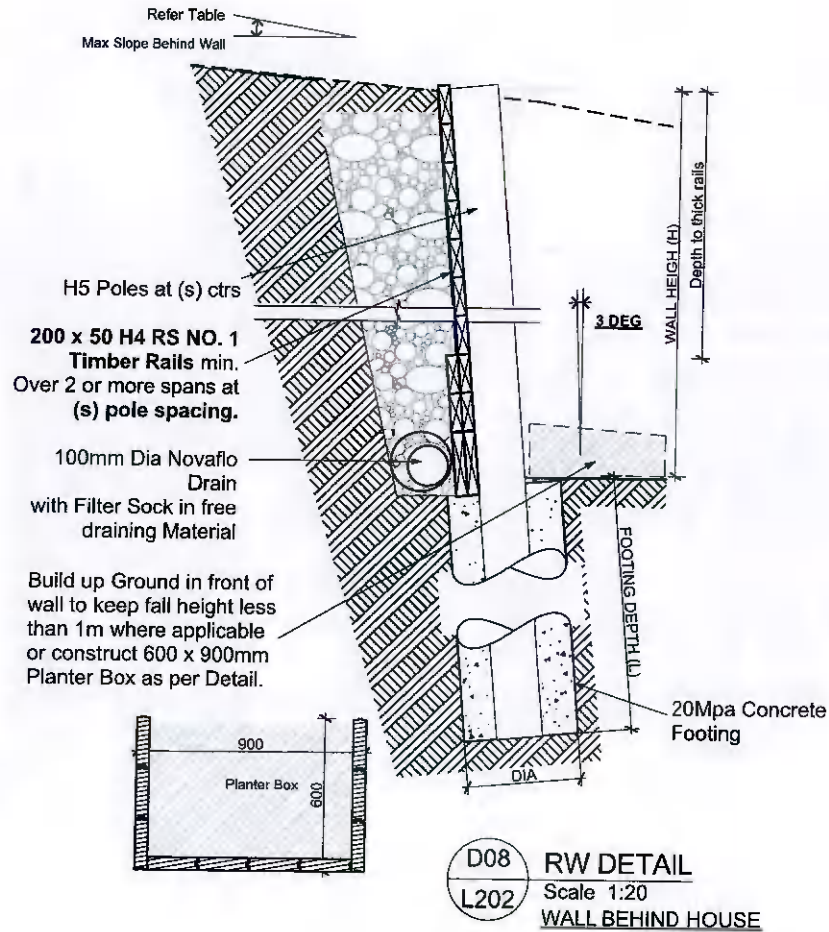 Refer Table
Max Slope Behind Wall
H5 Poles at (s) ctrs
200 x 50 H4 RS NO. 1
Timber Rails min.
Over 2 or more spans at
(s) pole spacing.
100mm Dia Novaflo
Drain
with Filter Sock in free
draining Material
Build up Ground in front of
wall to keep fall height less
than 1m where applicable
or construct 600 x 900mm
Planter Box as per Detail.
3 DEG
WALL HEIGH (H)
Depth to thick rails
FOOTING DEPTH (L)
20Mpa Concrete
Footing
DIA
900
Planter Box
600
D08
L202
RW DETAIL
Scale 1:20
WALL BEHIND HOUSE